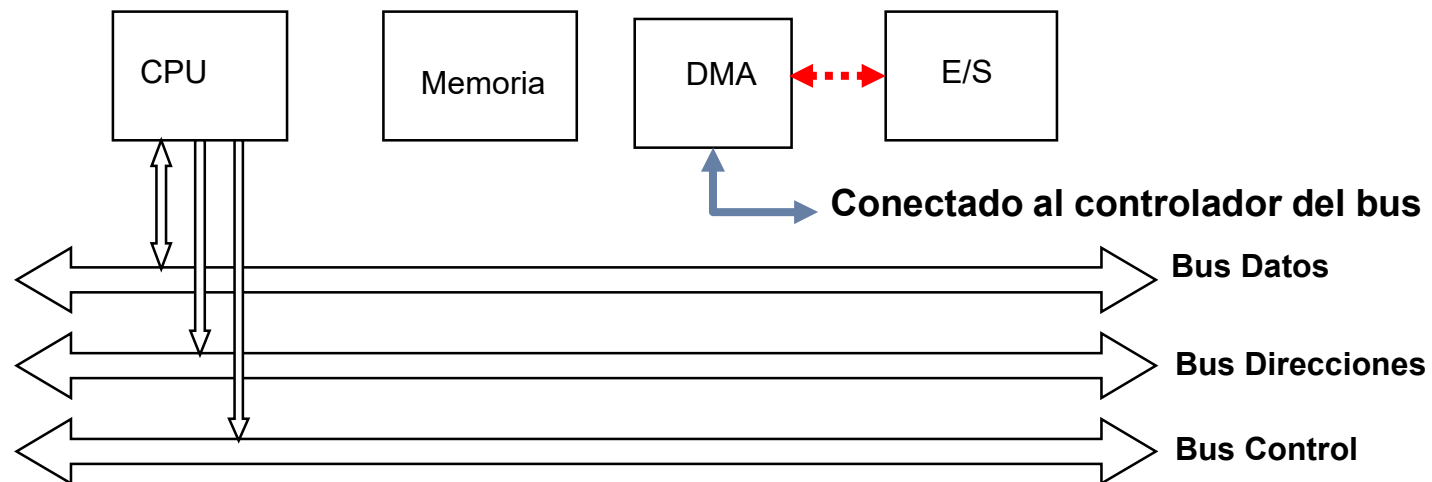 CPU
Memoria
DMA
E/S
Conectado al controlador del bus
Bus Datos
Bus Direcciones
Bus Control